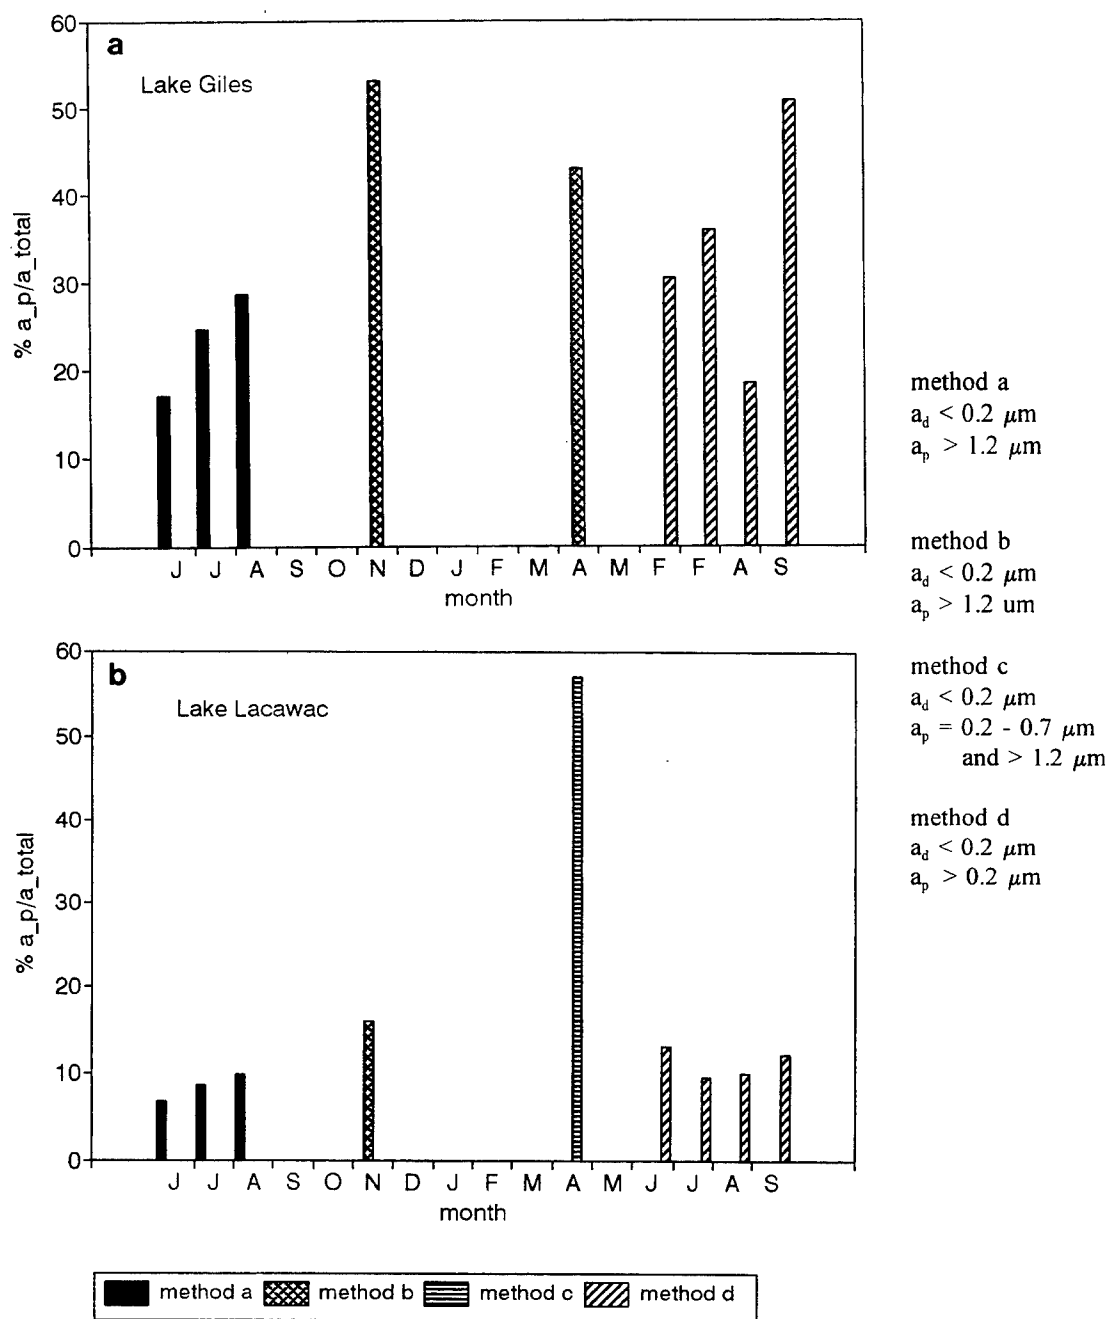 a
Lake Giles
60
50
40
30
20
10
0
% a_p/a_total
J J A S O N D J F M A M F F A S
month
b
Lake Lacawac
60
50
40
30
20
10
0
% a_p/a_total
J J A S O N D J F M A M J J A S
month
method a
a_d < 0.2 μm
a_p > 1.2 μm
method b
a_d < 0.2 μm
a_p > 1.2 um
method c
a_d < 0.2 μm
a_p = 0.2 - 0.7 μm
and > 1.2 μm
method d
a_d < 0.2 μm
a_p > 0.2 μm
method a method b method c method d